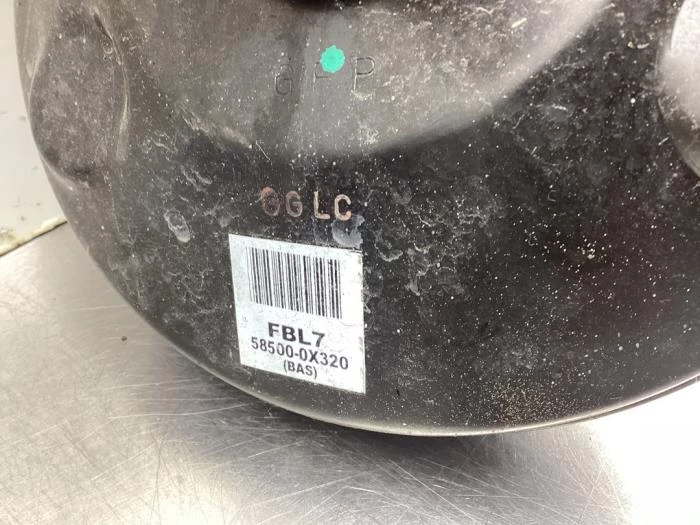 G F P
GGLC
FBL7
58500-0X320
(BAS)